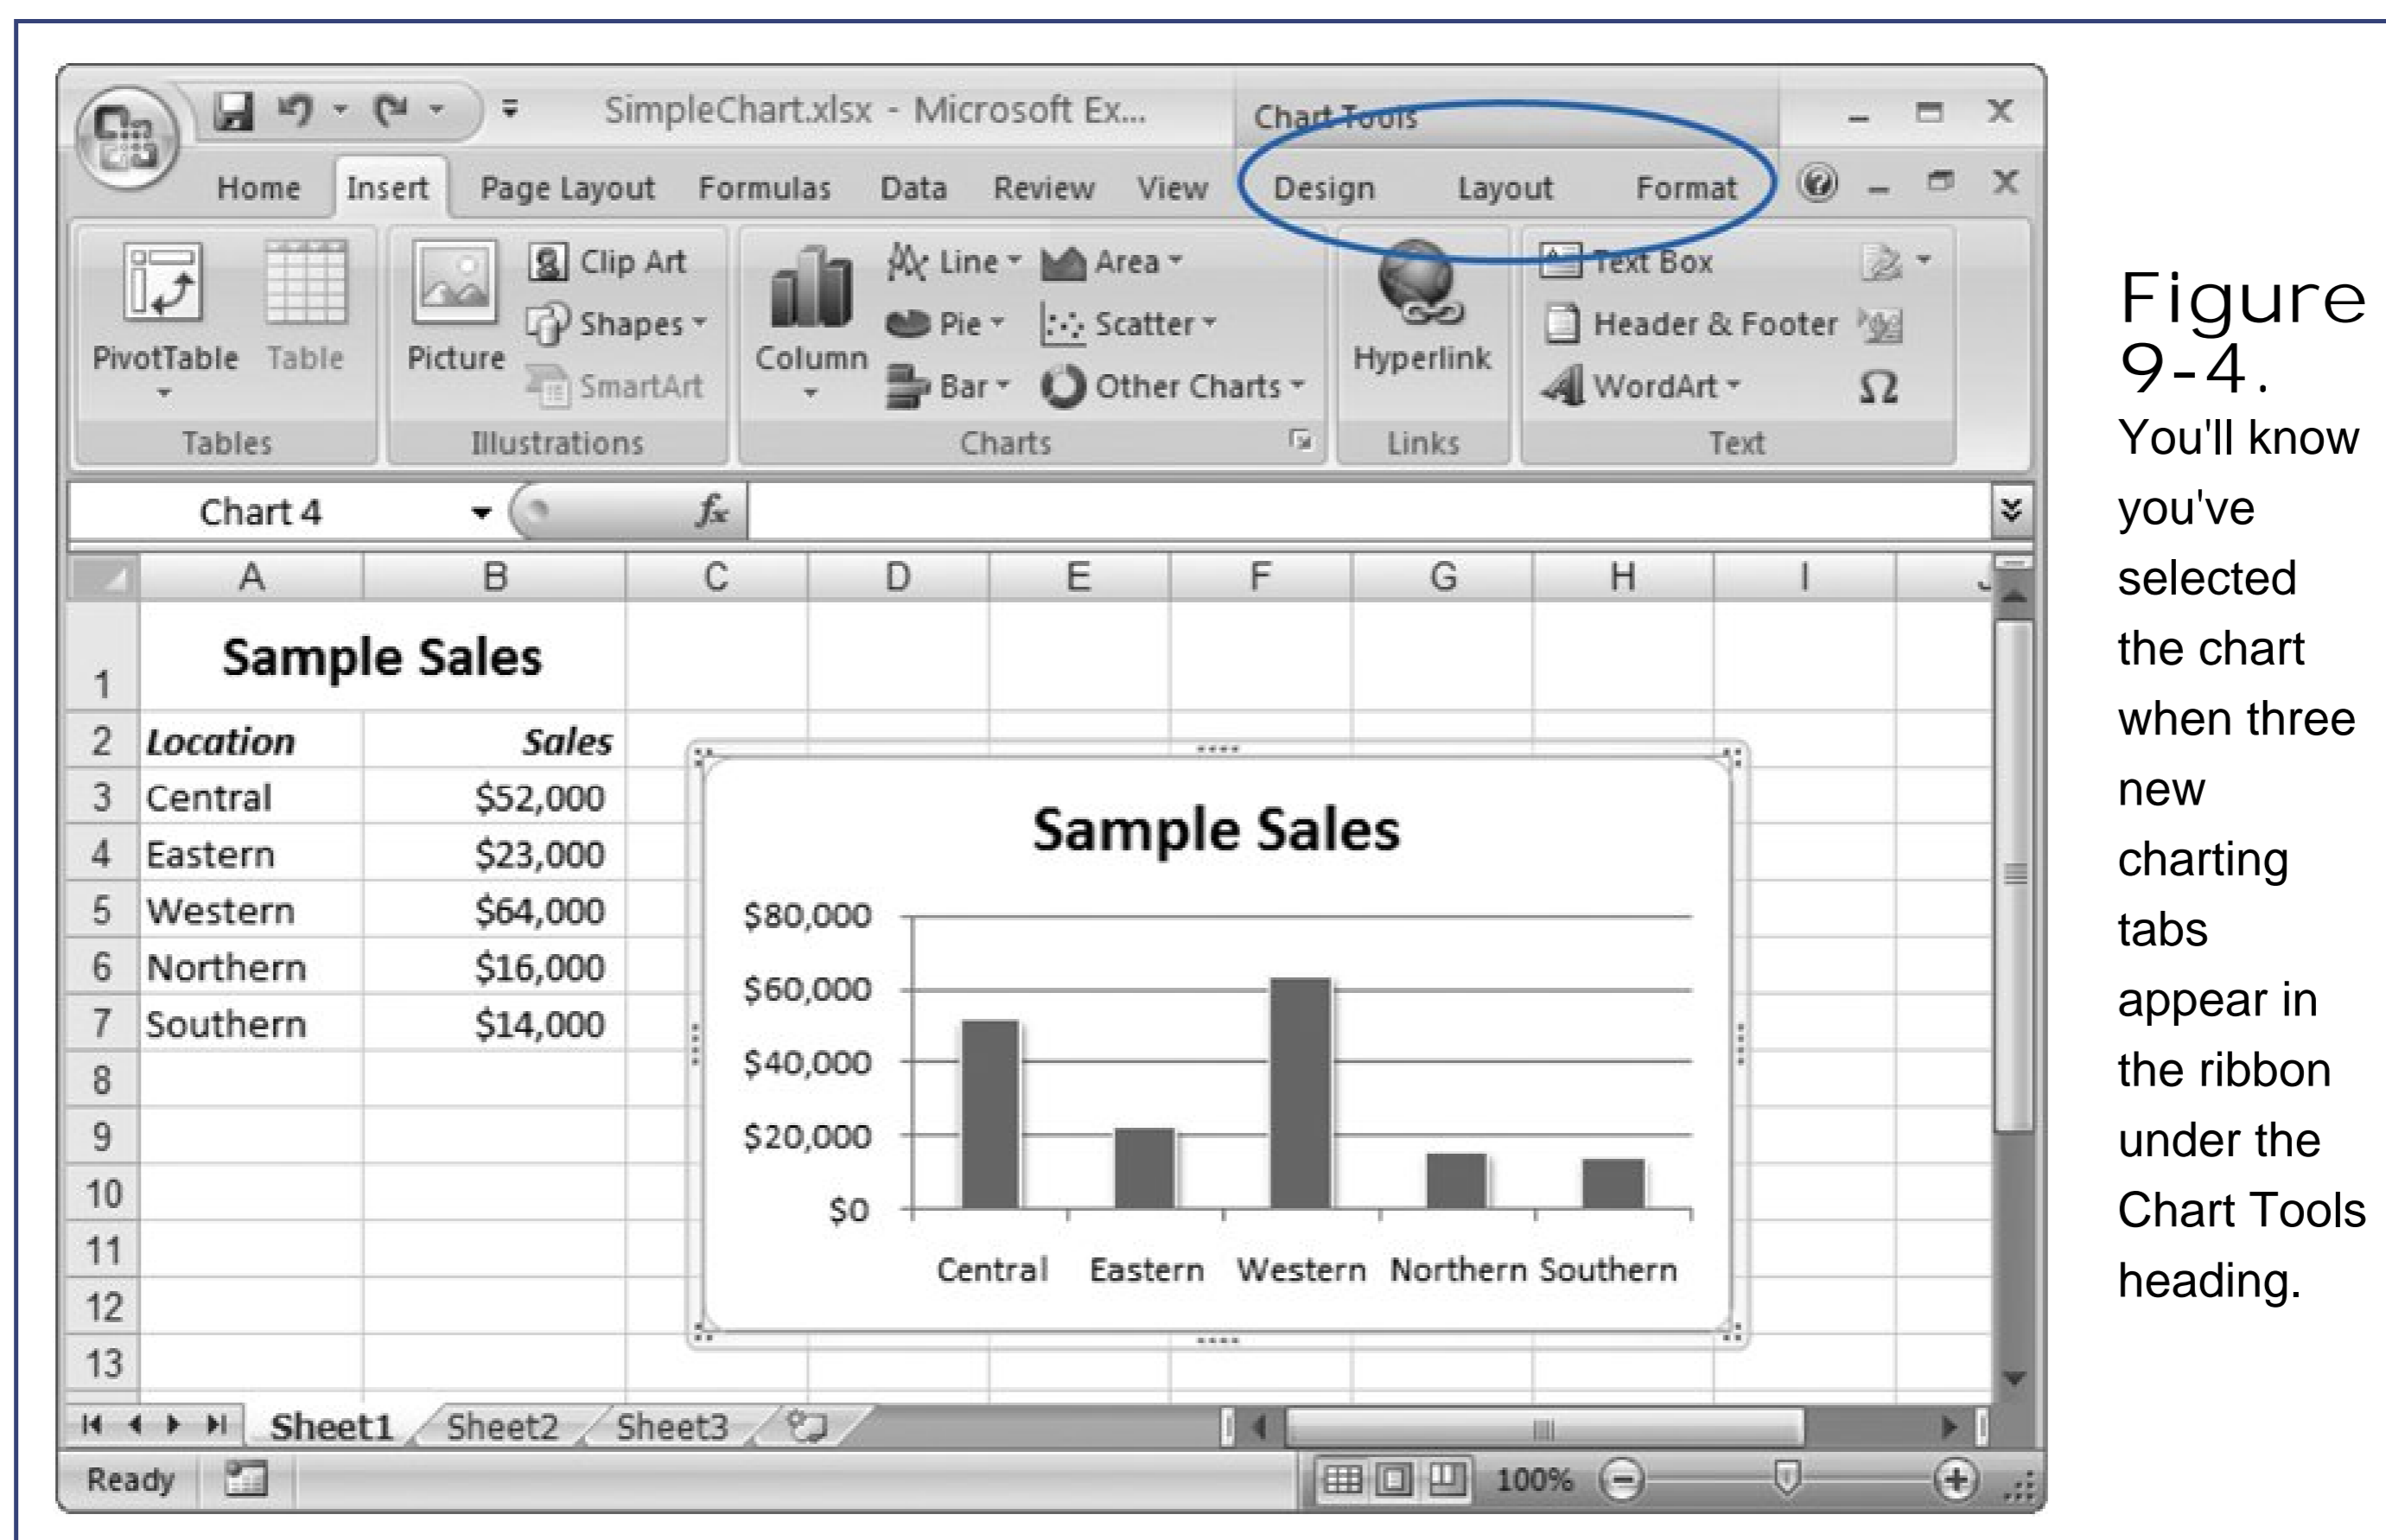 SimpleChart.xlsx - Microsoft Ex...
Chart Tools
Home Insert Page Layout Formulas Data Review View Design Layout Format
PivotTable
Table
Picture
Clip Art
Shapes
SmartArt
Column
Line
Area
Pie
Scatter
Bar
Other Charts
Hyperlink
Text Box
Header & Footer
WordArt
Ω
Tables
Illustrations
Charts
Links
Text
Chart 4
fx
A B C D E F G H I J
1 Sample Sales
2 Location Sales
3 Central $52,000
4 Eastern $23,000
5 Western $64,000
6 Northern $16,000
7 Southern $14,000
8
9
10
11
12
13
Sample Sales
$80,000
$60,000
$40,000
$20,000
$0
Central Eastern Western Northern Southern
Sheet1 Sheet2 Sheet3
Ready
100%
Figure
9-4.
You'll know
you've
selected
the chart
when three
new
charting
tabs
appear in
the ribbon
under the
Chart Tools
heading.